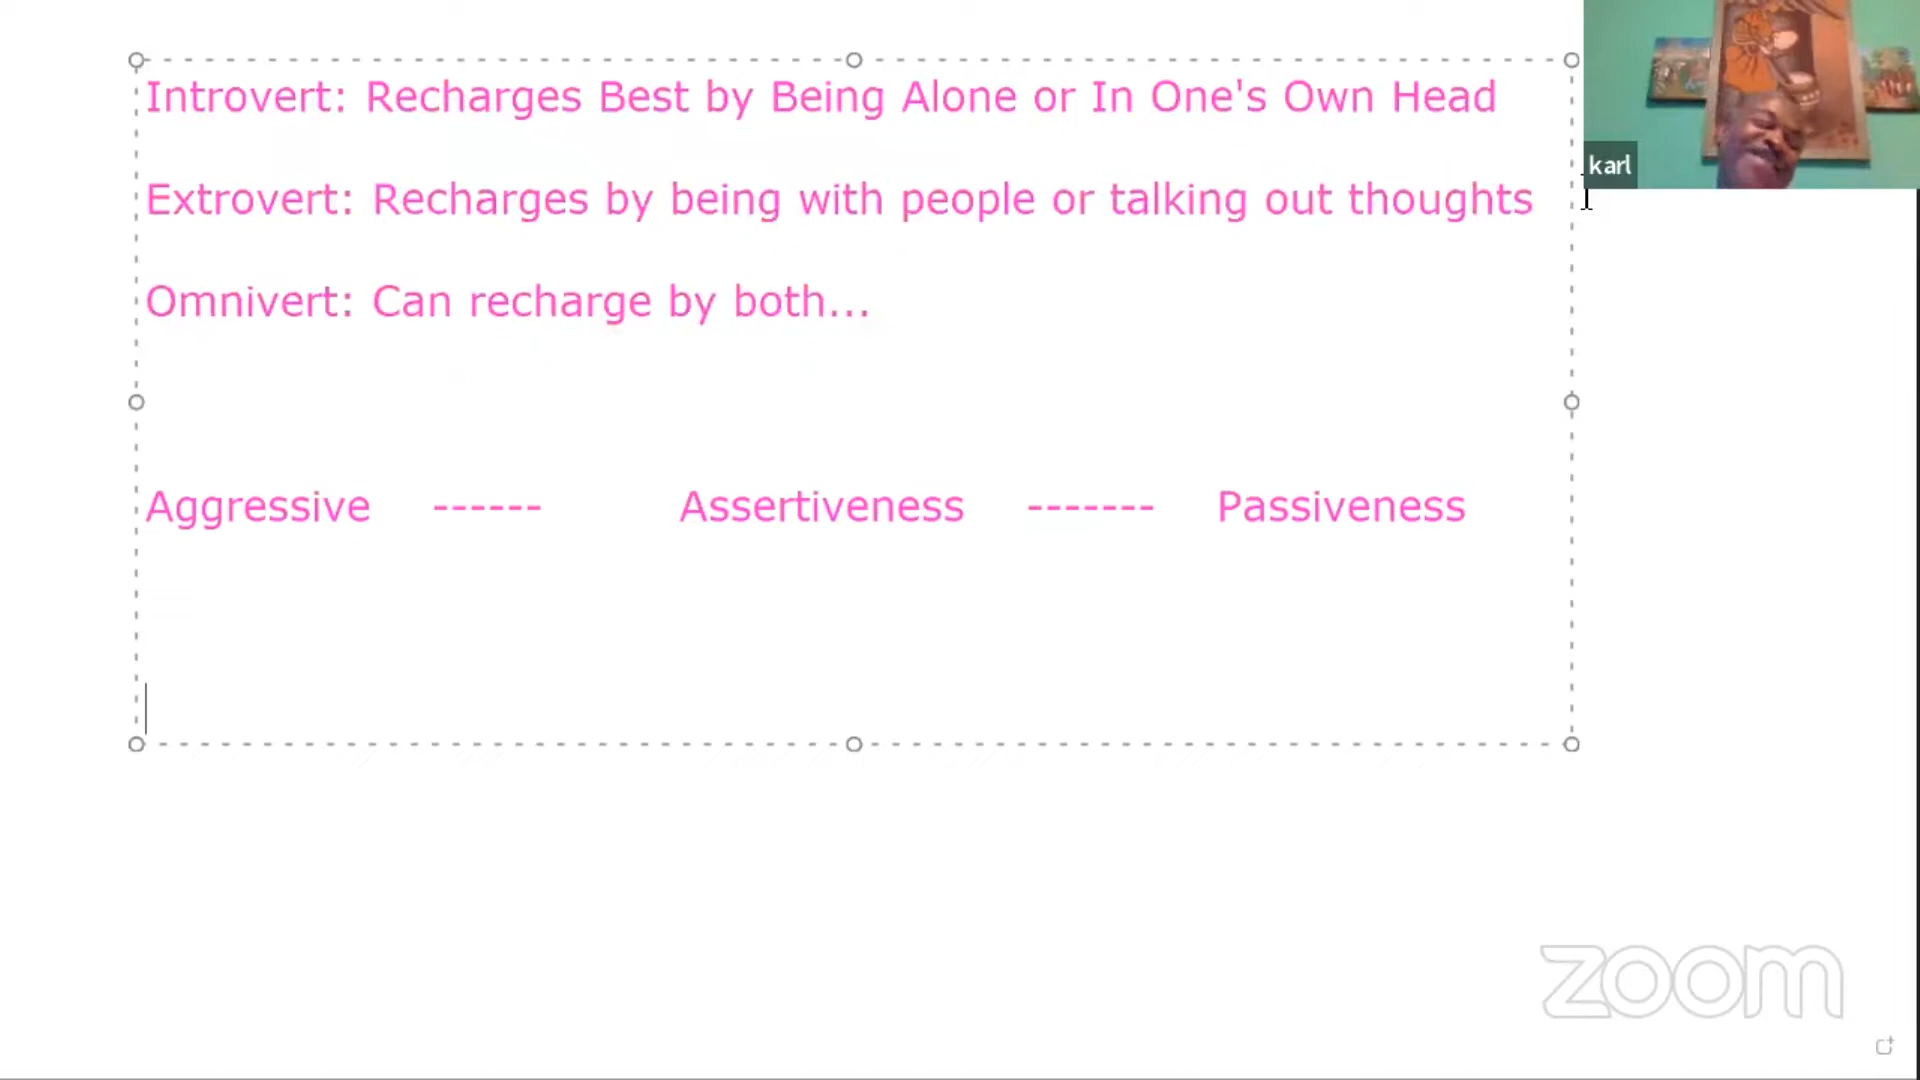 Introvert: Recharges Best by Being Alone or In One's Own Head
karl
Extrovert: Recharges by being with people or talking out thoughts
Omnivert: Can recharge by both...
Aggressive ------ Assertiveness ------- Passiveness
zoom